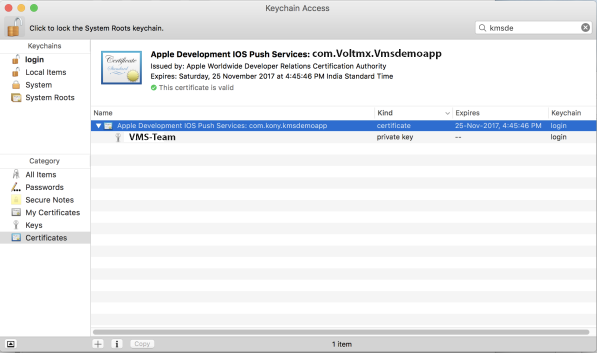 Keychain Access
Click to lock the System Roots keychain.
kmsde
Keychains
login
Local Items
System
System Roots
Certificate
Standard
Apple Development IOS Push Services: com.Voltmx.Vmsdemoapp
Issued by: Apple Worldwide Developer Relations Certification Authority
Expires: Saturday, 25 November 2017 at 4:45:46 PM India Standard Time
This certificate is valid
Name Kind Expires Keychain
Apple Development IOS Push Services: com.kony.kmsdemoapp certificate 25-Nov-2017, 4:45:46 PM login
VMS-Team private key -- login
Category
All Items
Passwords
Secure Notes
My Certificates
Keys
Certificates
Copy
1 item